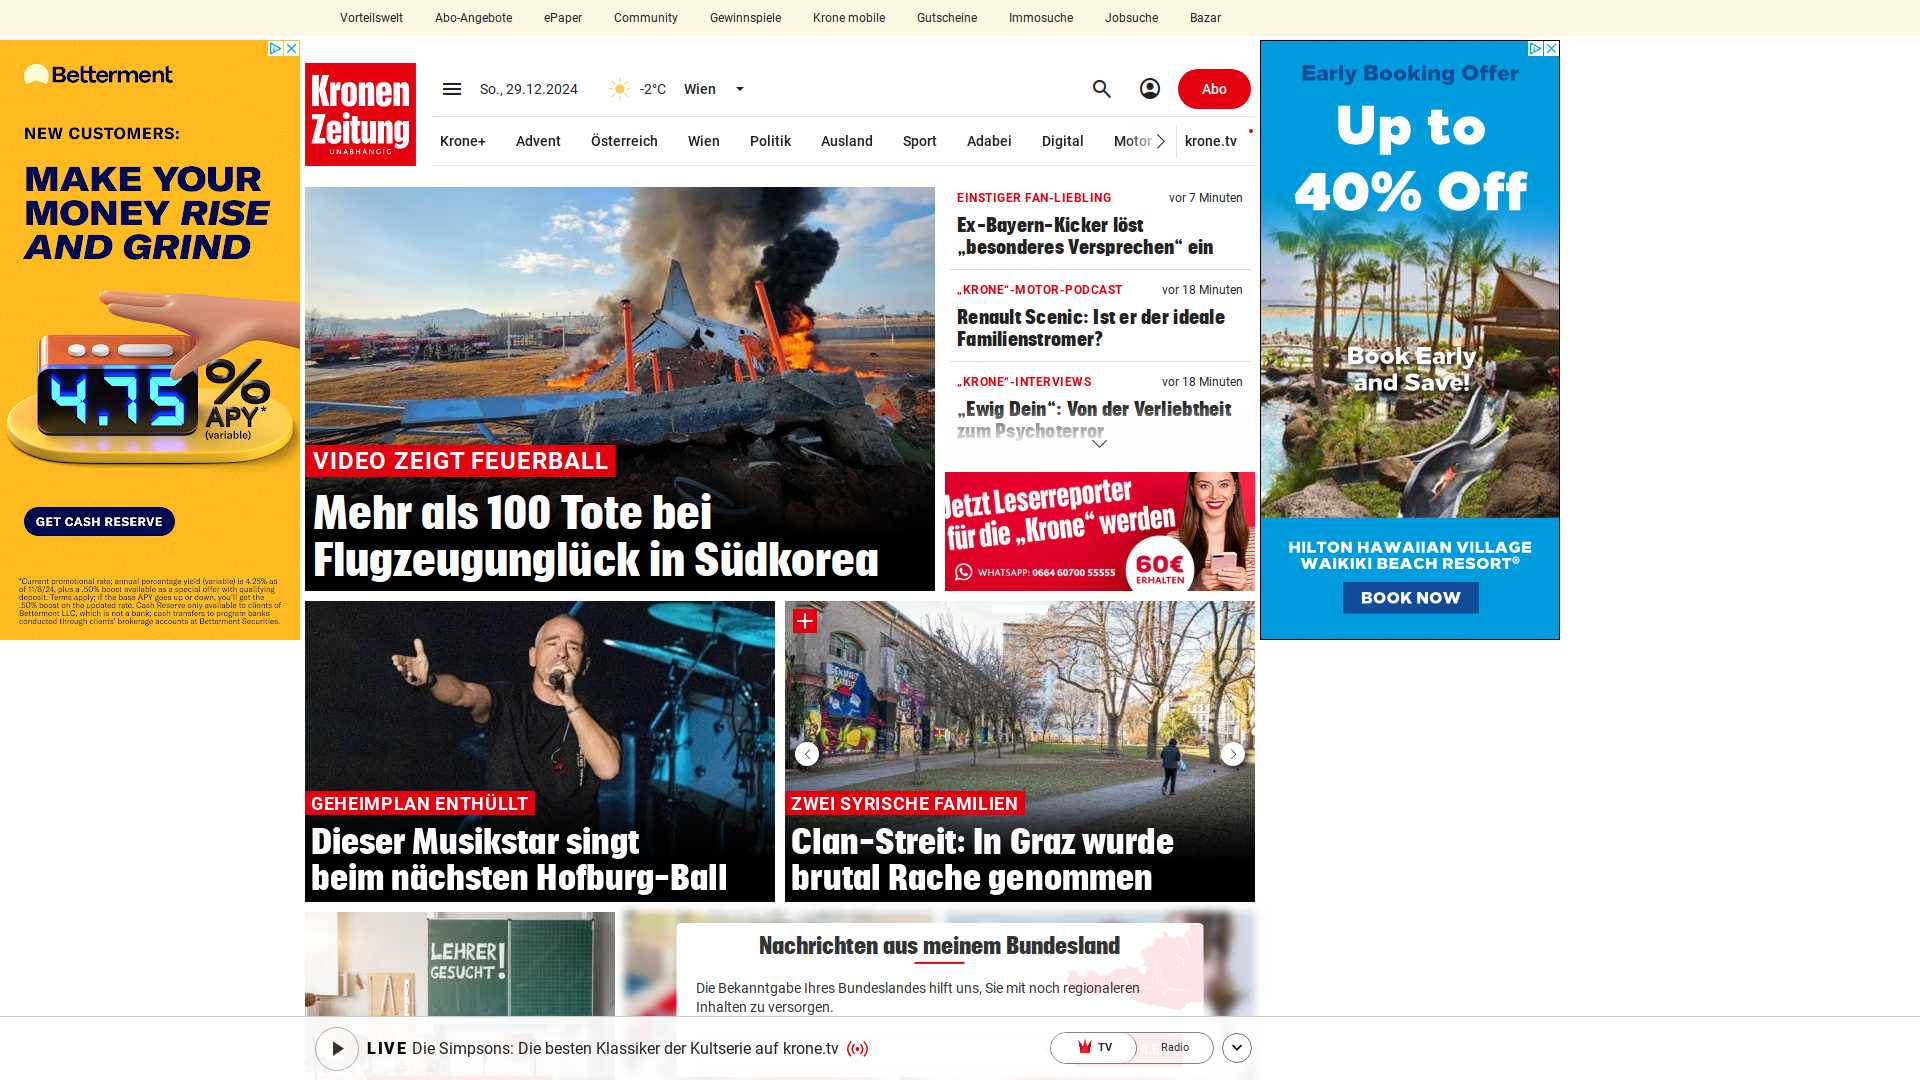 Vorteilswelt
Abo-Angebote
ePaper
Community
Gewinnspiele
Krone mobile
Gutscheine
Immosuche
Jobsuche
Bazar
Betterment
NEW CUSTOMERS:
MAKE YOUR
MONEY RISE
AND GRIND
4.75%
APY*
(variable)
GET CASH RESERVE
*Current promotional rate; annual percentage yield (variable) is 4.25% as
of 11/8/24, plus a .50% boost available as a special offer with qualifying
deposit. Terms apply; if the base APY goes up or down, you'll get the
.50% boost on the updated rate. Cash Reserve only available to clients of
Betterment LLC, which is not a bank; cash transfers to program banks
conducted through clients' brokerage accounts at Betterment Securities.
Kronen
Zeitung
UNABHÄNGIG
So., 29.12.2024
-2°C
Wien
Abo
Krone+
Advent
Österreich
Wien
Politik
Ausland
Sport
Adabei
Digital
Motor
krone.tv
VIDEO ZEIGT FEUERBALL
Mehr als 100 Tote bei
Flugzeugunglück in Südkorea
EINSTIGER FAN-LIEBLING
vor 7 Minuten
Ex-Bayern-Kicker löst
„besonderes Versprechen“ ein
„KRONE“-MOTOR-PODCAST
vor 18 Minuten
Renault Scenic: Ist er der ideale
Familienstromer?
„KRONE“-INTERVIEWS
vor 18 Minuten
„Ewig Dein“: Von der Verliebtheit
zum Psychoterror
Jetzt Leserreporter
für die „Krone“ werden
WHATSAPP: 0664 60700 55555
60€
ERHALTEN
GEHEIMPLAN ENTHÜLLT
Dieser Musikstar singt
beim nächsten Hofburg-Ball
ZWEI SYRISCHE FAMILIEN
Clan-Streit: In Graz wurde
brutal Rache genommen
Early Booking Offer
Up to
40% Off
Book Early
and Save!
HILTON HAWAIIAN VILLAGE
WAIKIKI BEACH RESORT®
BOOK NOW
LEHRER
GESUCHT!
Nachrichten aus meinem Bundesland
Die Bekanntgabe Ihres Bundeslandes hilft uns, Sie mit noch regionaleren
Inhalten zu versorgen.
LIVE Die Simpsons: Die besten Klassiker der Kultserie auf krone.tv
TV
Radio